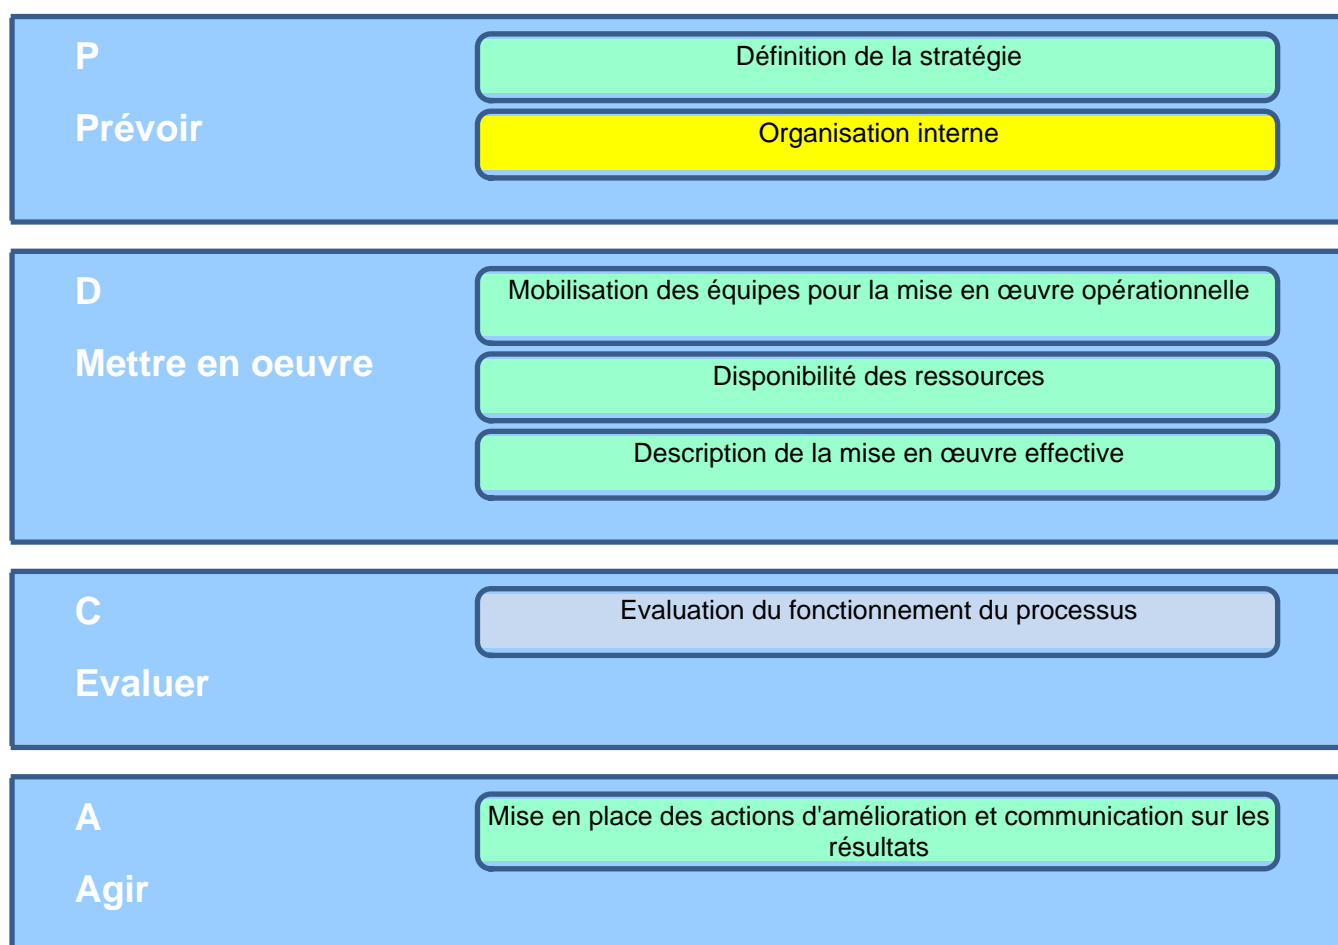 P
Prévoir
Définition de la stratégie
Organisation interne
D
Mettre en oeuvre
Mobilisation des équipes pour la mise en œuvre opérationnelle
Disponibilité des ressources
Description de la mise en œuvre effective
C
Evaluer
Evaluation du fonctionnement du processus
A
Agir
Mise en place des actions d'amélioration et communication sur les
résultats